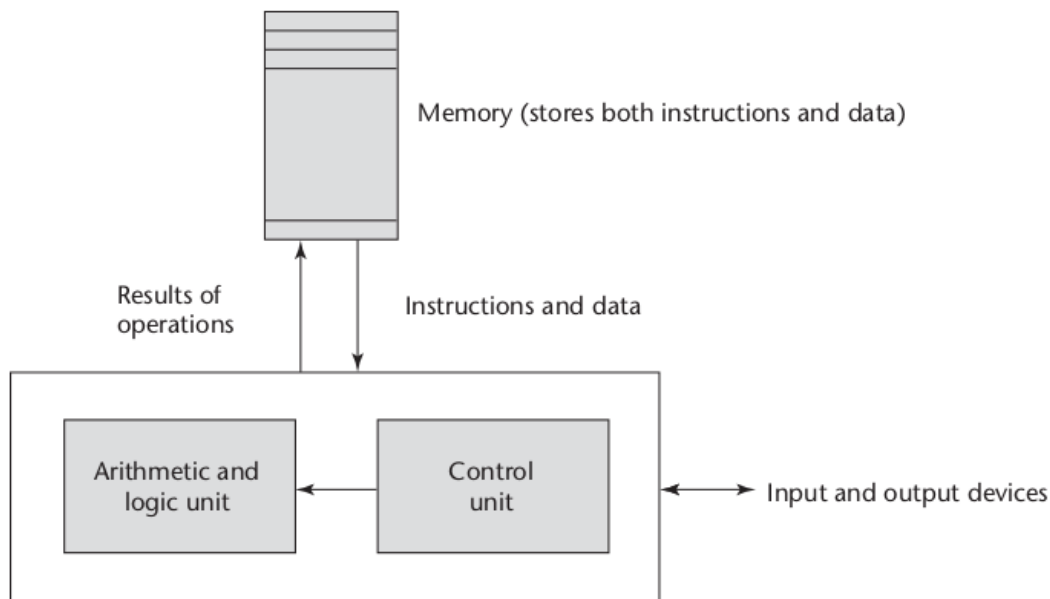 Memory (stores both instructions and data)
Results of
operations
Instructions and data
Arithmetic and
logic unit
Control
unit
Input and output devices